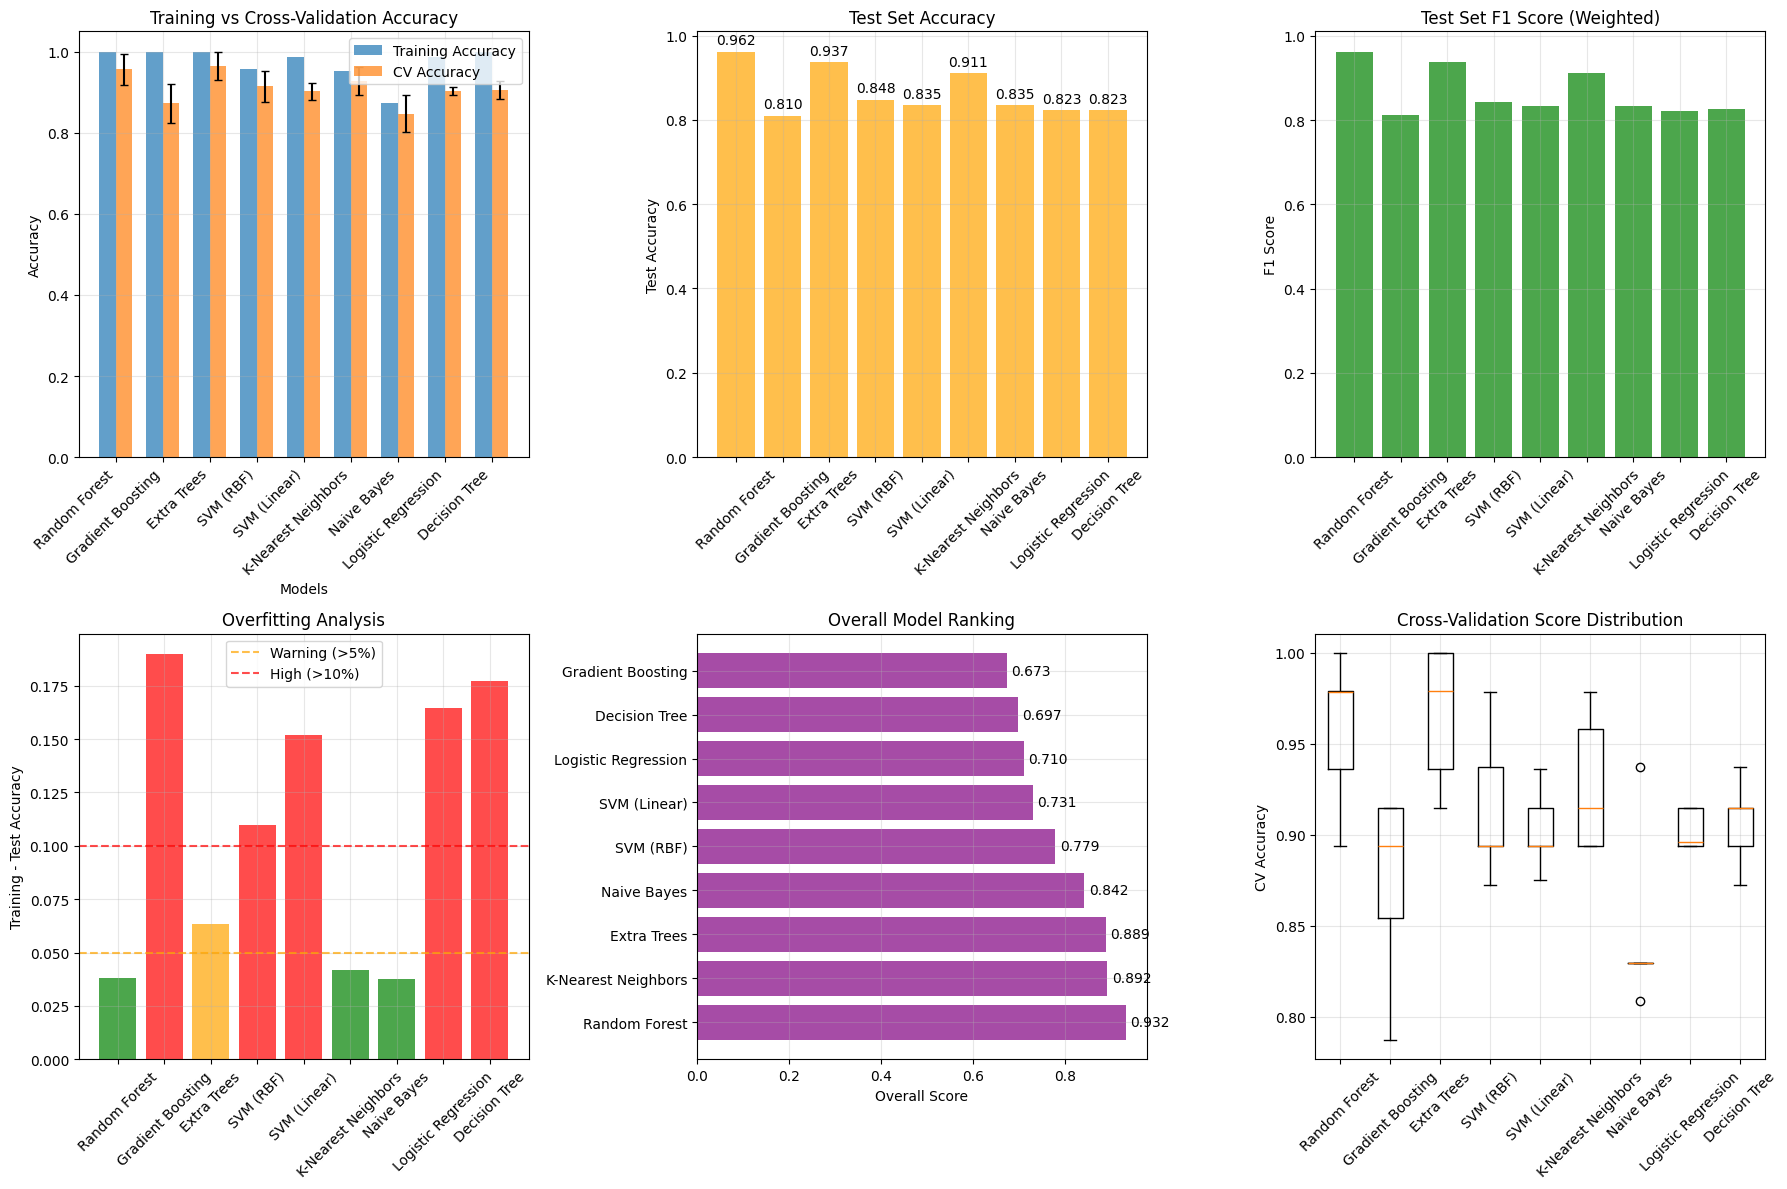 Training vs Cross-Validation Accuracy
Training Accuracy
CV Accuracy
Accuracy
1.0
0.8
0.6
0.4
0.2
0.0
Random Forest
Gradient Boosting
Extra Trees
SVM (RBF)
SVM (Linear)
K-Nearest Neighbors
Naive Bayes
Logistic Regression
Decision Tree
Models
Test Set Accuracy
Test Accuracy
1.0
0.8
0.6
0.4
0.2
0.0
0.962
0.810
0.937
0.848
0.835
0.911
0.835
0.823
0.823
Random Forest
Gradient Boosting
Extra Trees
SVM (RBF)
SVM (Linear)
K-Nearest Neighbors
Naive Bayes
Logistic Regression
Decision Tree
Test Set F1 Score (Weighted)
F1 Score
1.0
0.8
0.6
0.4
0.2
0.0
Random Forest
Gradient Boosting
Extra Trees
SVM (RBF)
SVM (Linear)
K-Nearest Neighbors
Naive Bayes
Logistic Regression
Decision Tree
Overfitting Analysis
Warning (>5%)
High (>10%)
Training - Test Accuracy
0.175
0.150
0.125
0.100
0.075
0.050
0.025
0.000
Random Forest
Gradient Boosting
Extra Trees
SVM (RBF)
SVM (Linear)
K-Nearest Neighbors
Naive Bayes
Logistic Regression
Decision Tree
Overall Model Ranking
Gradient Boosting 0.673
Decision Tree 0.697
Logistic Regression 0.710
SVM (Linear) 0.731
SVM (RBF) 0.779
Naive Bayes 0.842
Extra Trees 0.889
K-Nearest Neighbors 0.892
Random Forest 0.932
0.0 0.2 0.4 0.6 0.8
Overall Score
Cross-Validation Score Distribution
CV Accuracy
1.00
0.95
0.90
0.85
0.80
Random Forest
Gradient Boosting
Extra Trees
SVM (RBF)
SVM (Linear)
K-Nearest Neighbors
Naive Bayes
Logistic Regression
Decision Tree